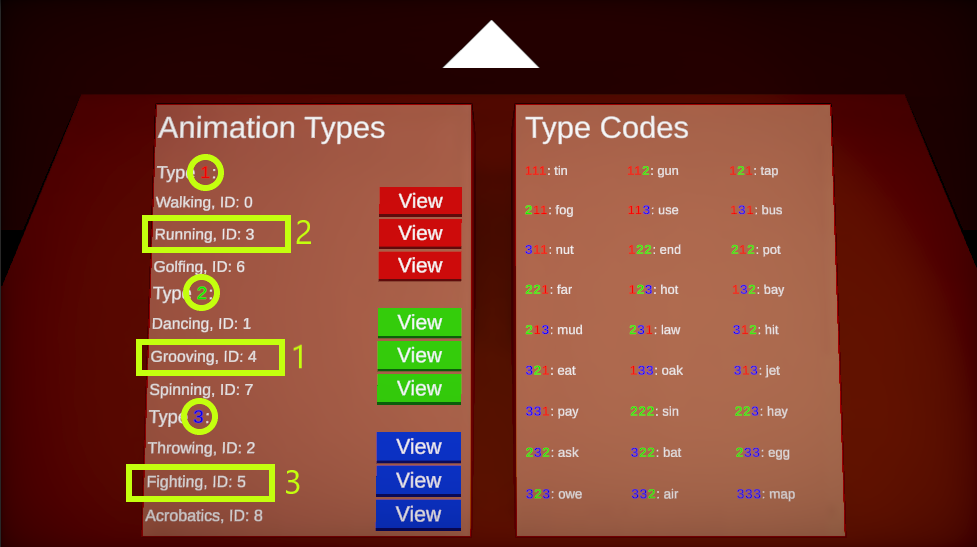 Animation Types
Type 1:
Walking, ID: 0 View
Running, ID: 3 View 2
Golfing, ID: 6 View
Type 2:
Dancing, ID: 1 View
Grooving, ID: 4 View 1
Spinning, ID: 7 View
Type 3:
Throwing, ID: 2 View
Fighting, ID: 5 View 3
Acrobatics, ID: 8 View
Type Codes
111: tin 112: gun 121: tap
211: fog 113: use 131: bus
311: nut 122: end 212: pot
221: far 123: hot 132: bay
213: mud 231: law 312: hit
321: eat 133: oak 313: jet
331: pay 222: sin 223: hay
232: ask 322: bat 233: egg
323: owe 332: air 333: map